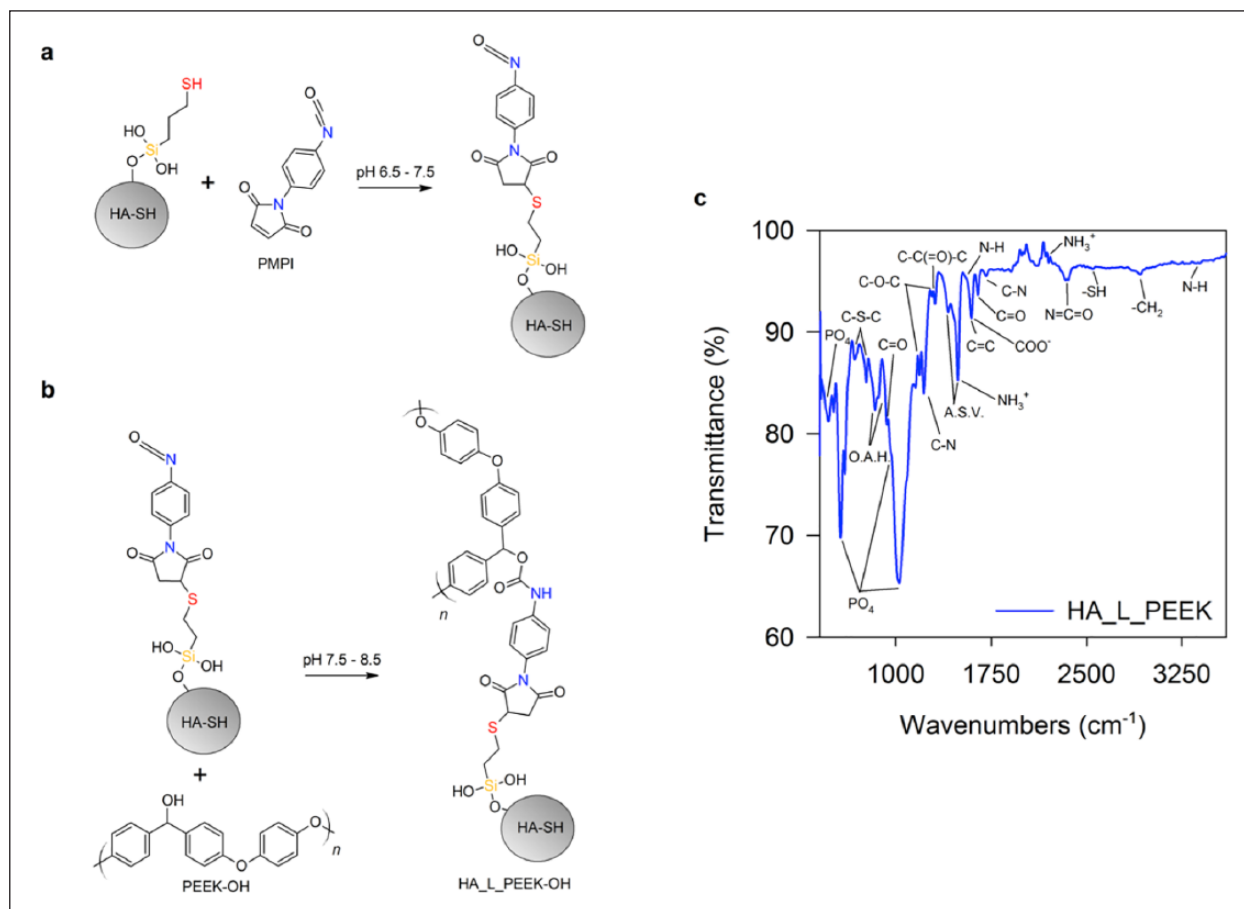 a
SH
HO
Si
O
OH
HA-SH
+
O
N
O
N
O
PMPI
pH 6.5 - 7.5
O
N
N
O
O
S
HO
Si
OH
O
HA-SH
b
O
N
N
O
O
S
HO
Si
OH
O
HA-SH
+
OH
O
O
n
PEEK-OH
pH 7.5 - 8.5
O
O
O
O
NH
n
N
O
O
S
HO
Si
OH
O
HA-SH
HA_L_PEEK-OH
c
Transmittance (%)
100
90
80
70
60
PO4
C-S-C
C=O
O.A.H.
PO4
C-O-C
C-C(=O)-C
N-H
C-N
A.S.V.
NH3+
C=C
COO-
C=O
C-N
NH3+
N=C=O
-SH
-CH2
N-H
HA_L_PEEK
1000 1750 2500 3250
Wavenumbers (cm-1)